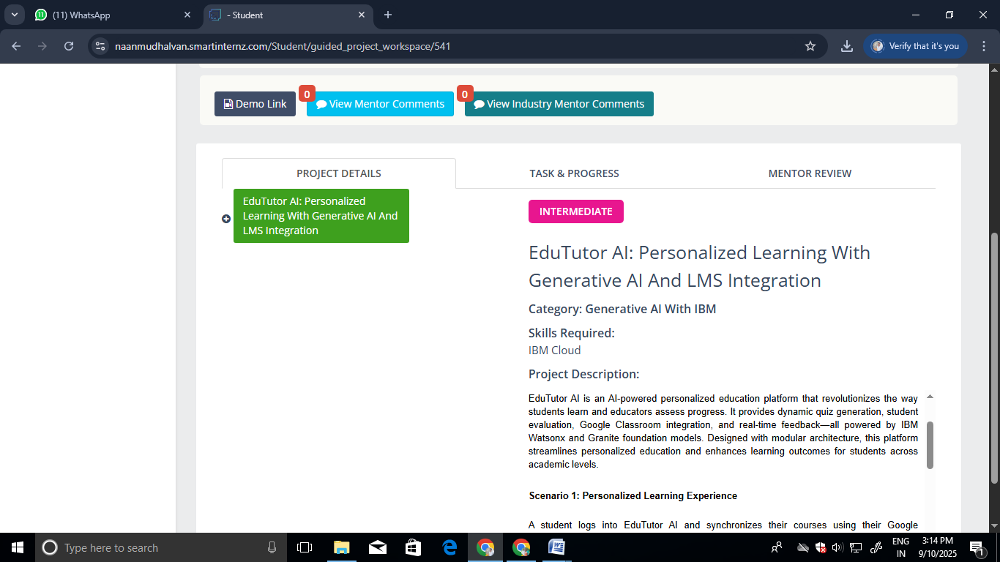 (11) WhatsApp
- Student
naanmudhalvan.smartinternz.com/Student/guided_project_workspace/541
Verify that it's you
Demo Link
0
View Mentor Comments
0
View Industry Mentor Comments
PROJECT DETAILS
TASK & PROGRESS
MENTOR REVIEW
EduTutor AI: Personalized
Learning With Generative AI And
LMS Integration
INTERMEDIATE
EduTutor AI: Personalized Learning With
Generative AI And LMS Integration
Category: Generative AI With IBM
Skills Required:
IBM Cloud
Project Description:
EduTutor AI is an AI-powered personalized education platform that revolutionizes the way
students learn and educators assess progress. It provides dynamic quiz generation, student
evaluation, Google Classroom integration, and real-time feedback—all powered by IBM
Watsonx and Granite foundation models. Designed with modular architecture, this platform
streamlines personalized education and enhances learning outcomes for students across
academic levels.
Scenario 1: Personalized Learning Experience
A student logs into EduTutor AI and synchronizes their courses using their Google
Type here to search
ENG
IN
3:14 PM
9/10/2025
1